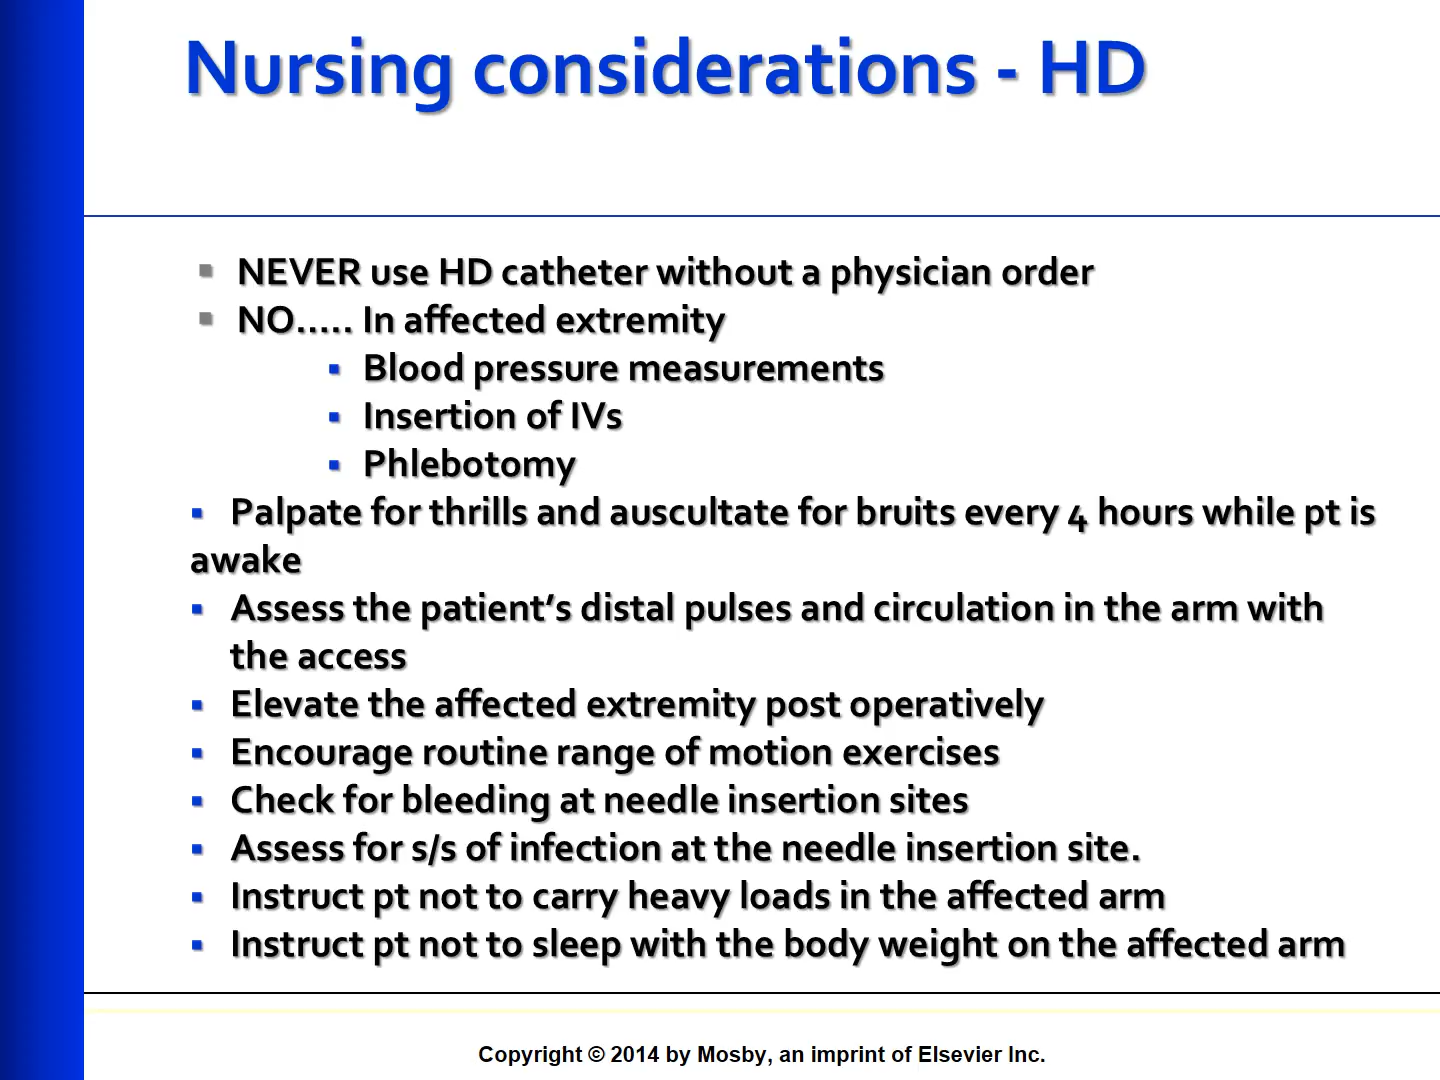 Nursing considerations - HD
▪ NEVER use HD catheter without a physician order
▪ NO..... In affected extremity
▪ Blood pressure measurements
▪ Insertion of IVs
▪ Phlebotomy
▪ Palpate for thrills and auscultate for bruits every 4 hours while pt is
awake
▪ Assess the patient’s distal pulses and circulation in the arm with
the access
▪ Elevate the affected extremity post operatively
▪ Encourage routine range of motion exercises
▪ Check for bleeding at needle insertion sites
▪ Assess for s/s of infection at the needle insertion site.
▪ Instruct pt not to carry heavy loads in the affected arm
▪ Instruct pt not to sleep with the body weight on the affected arm
Copyright © 2014 by Mosby, an imprint of Elsevier Inc.